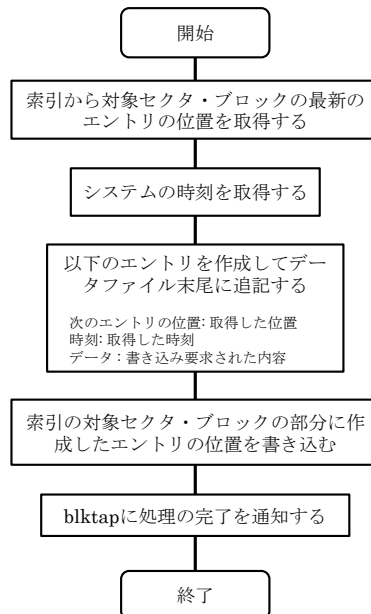 開始
索引から対象セクタ・ブロックの最新の
エントリの位置を取得する
システムの時刻を取得する
以下のエントリを作成してデー
タファイル末尾に追記する
次のエントリの位置: 取得した位置
時刻: 取得した時刻
データ：書き込み要求された内容
索引の対象セクタ・ブロックの部分に作
成したエントリの位置を書き込む
blktapに処理の完了を通知する
終了